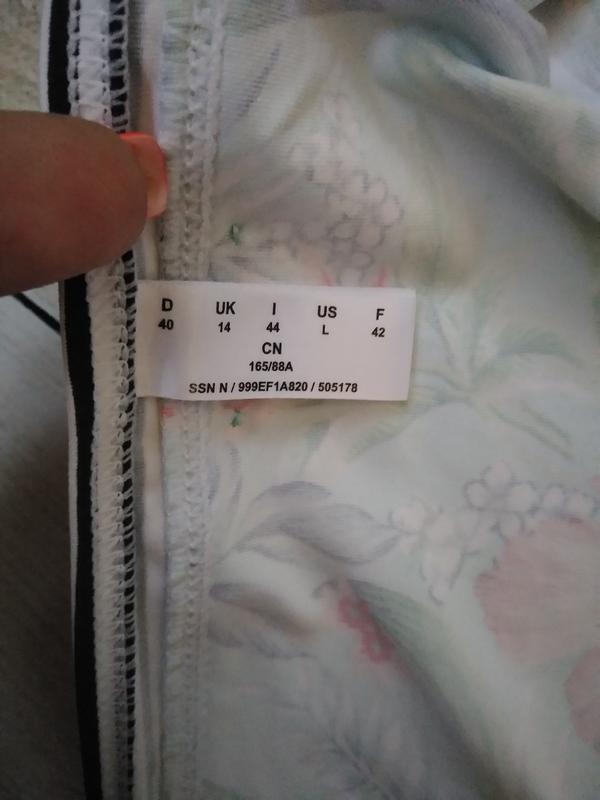 D UK I US F
40 14 44 L 42
CN
165/88A
SSN N / 999EF1A820 / 505178